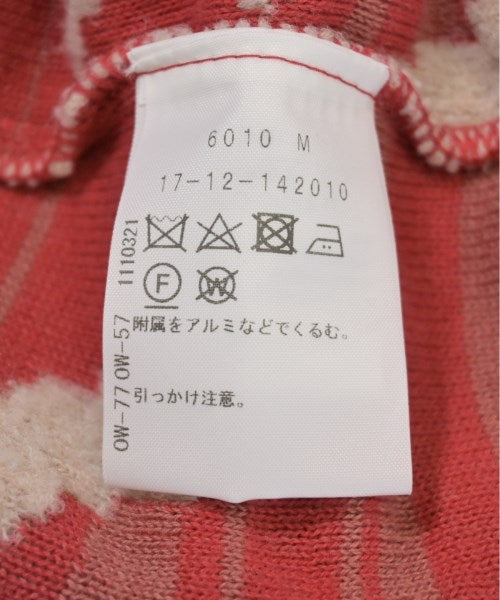 6010 M
17-12-142010
F
W
附属をアルミなどでくるむ。
引っかけ注意。
1110321
OW-77 OW-57